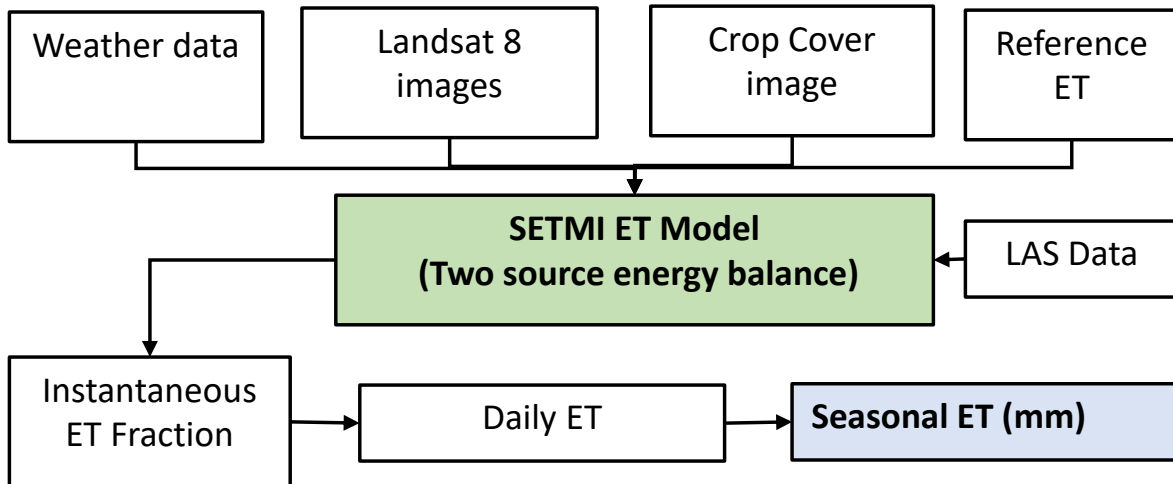 Weather data
Landsat 8
images
Crop Cover
image
Reference
ET
SETMI ET Model
(Two source energy balance)
LAS Data
Instantaneous
ET Fraction
Daily ET
Seasonal ET (mm)